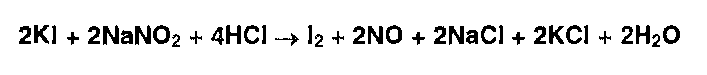 2KI + 2NaNO₂ + 4HCl → I₂ + 2NO + 2NaCl + 2KCl + 2H₂O